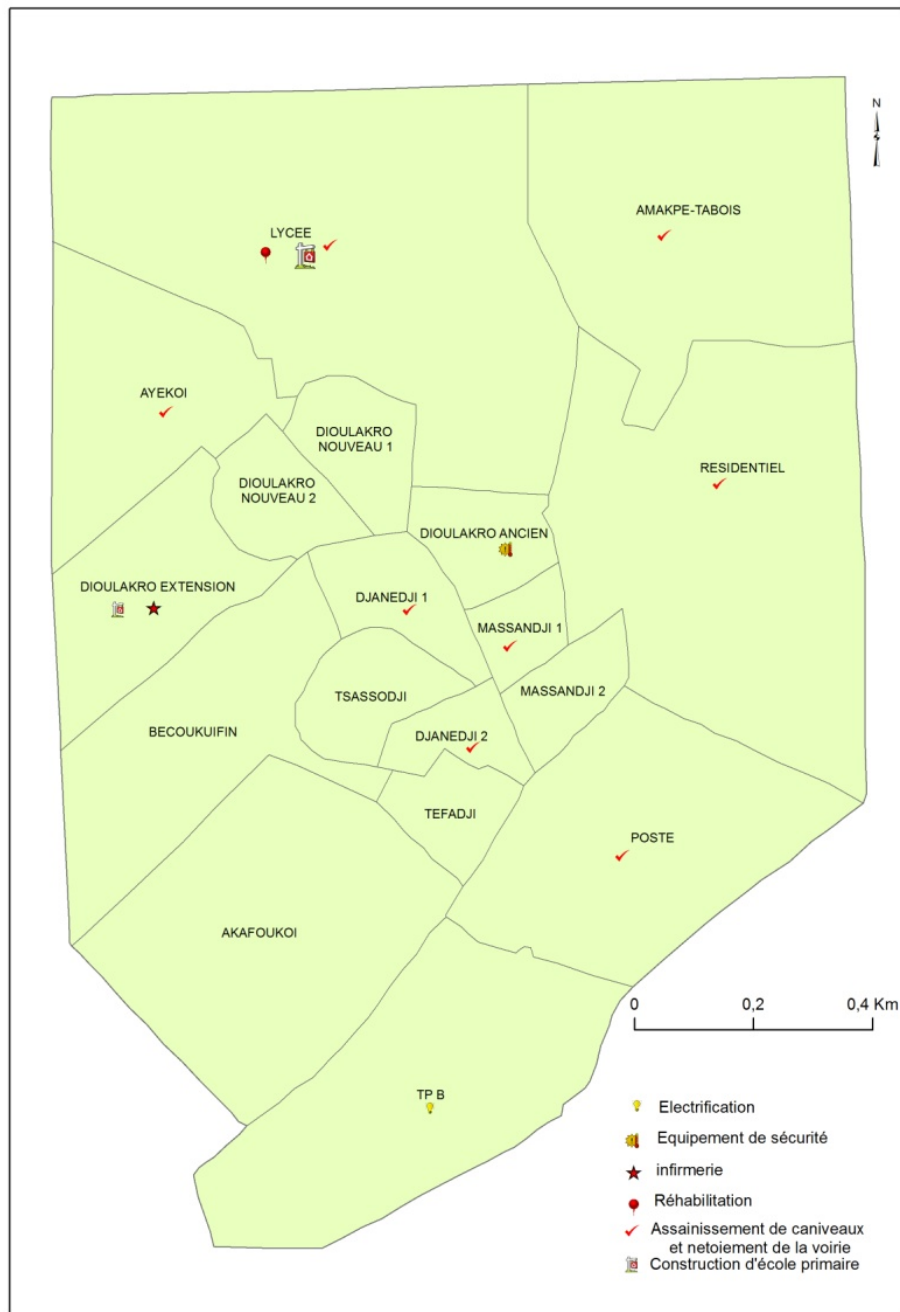 N
AMAKPE-TABOIS
LYCEE
AYEKOI
DIOULAKRO
NOUVEAU 1
RESIDENTIEL
DIOULAKRO
NOUVEAU 2
DIOULAKRO ANCIEN
DIOULAKRO EXTENSION
DJANEDJI 1
MASSANDJI 1
MASSANDJI 2
TSASSODJI
BECOUKUIFIN
DJANEDJI 2
TEFADJI
POSTE
AKAFOUKOI
0 0,2 0,4 Km
TP B
Electrification
Equipement de sécurité
infirmerie
Réhabilitation
Assainissement de caniveaux
et netoiement de la voirie
Construction d'école primaire